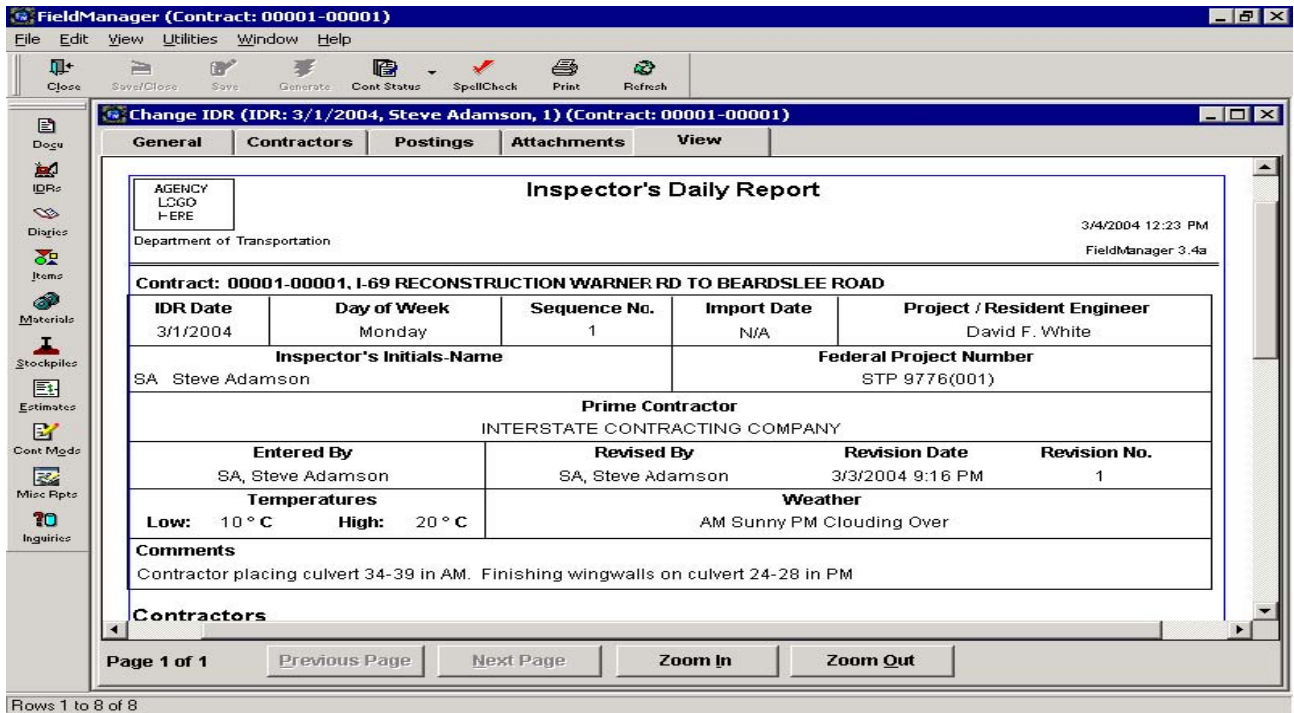 FieldManager (Contract: 00001-00001)
File Edit View Utilities Window Help
Close Save/Close Save Generate Cont Status SpellCheck Print Refresh
Change IDR (IDR: 3/1/2004, Steve Adamson, 1) (Contract: 00001-00001)
General Contractors Postings Attachments View
Docu
IDRs
Diaries
Items
Materials
Stockpiles
Estimates
Cont Mods
Misc Rpts
Inquiries
AGENCY
LOGO
HERE
Inspector's Daily Report
3/4/2004 12:23 PM
Department of Transportation
FieldManager 3.4a
Contract: 00001-00001, I-69 RECONSTRUCTION WARNER RD TO BEARDSLEE ROAD
IDR Date Day of Week Sequence No. Import Date Project / Resident Engineer
3/1/2004 Monday 1 N/A David F. White
Inspector's Initials-Name Federal Project Number
SA Steve Adamson STP 9776(001)
Prime Contractor
INTERSTATE CONTRACTING COMPANY
Entered By Revised By Revision Date Revision No.
SA, Steve Adamson SA, Steve Adamson 3/3/2004 9:16 PM 1
Temperatures Weather
Low: 10 ° C High: 20 ° C AM Sunny PM Clouding Over
Comments
Contractor placing culvert 34-39 in AM. Finishing wingwalls on culvert 24-28 in PM
Contractors
Page 1 of 1 Previous Page Next Page Zoom In Zoom Out
Rows 1 to 8 of 8